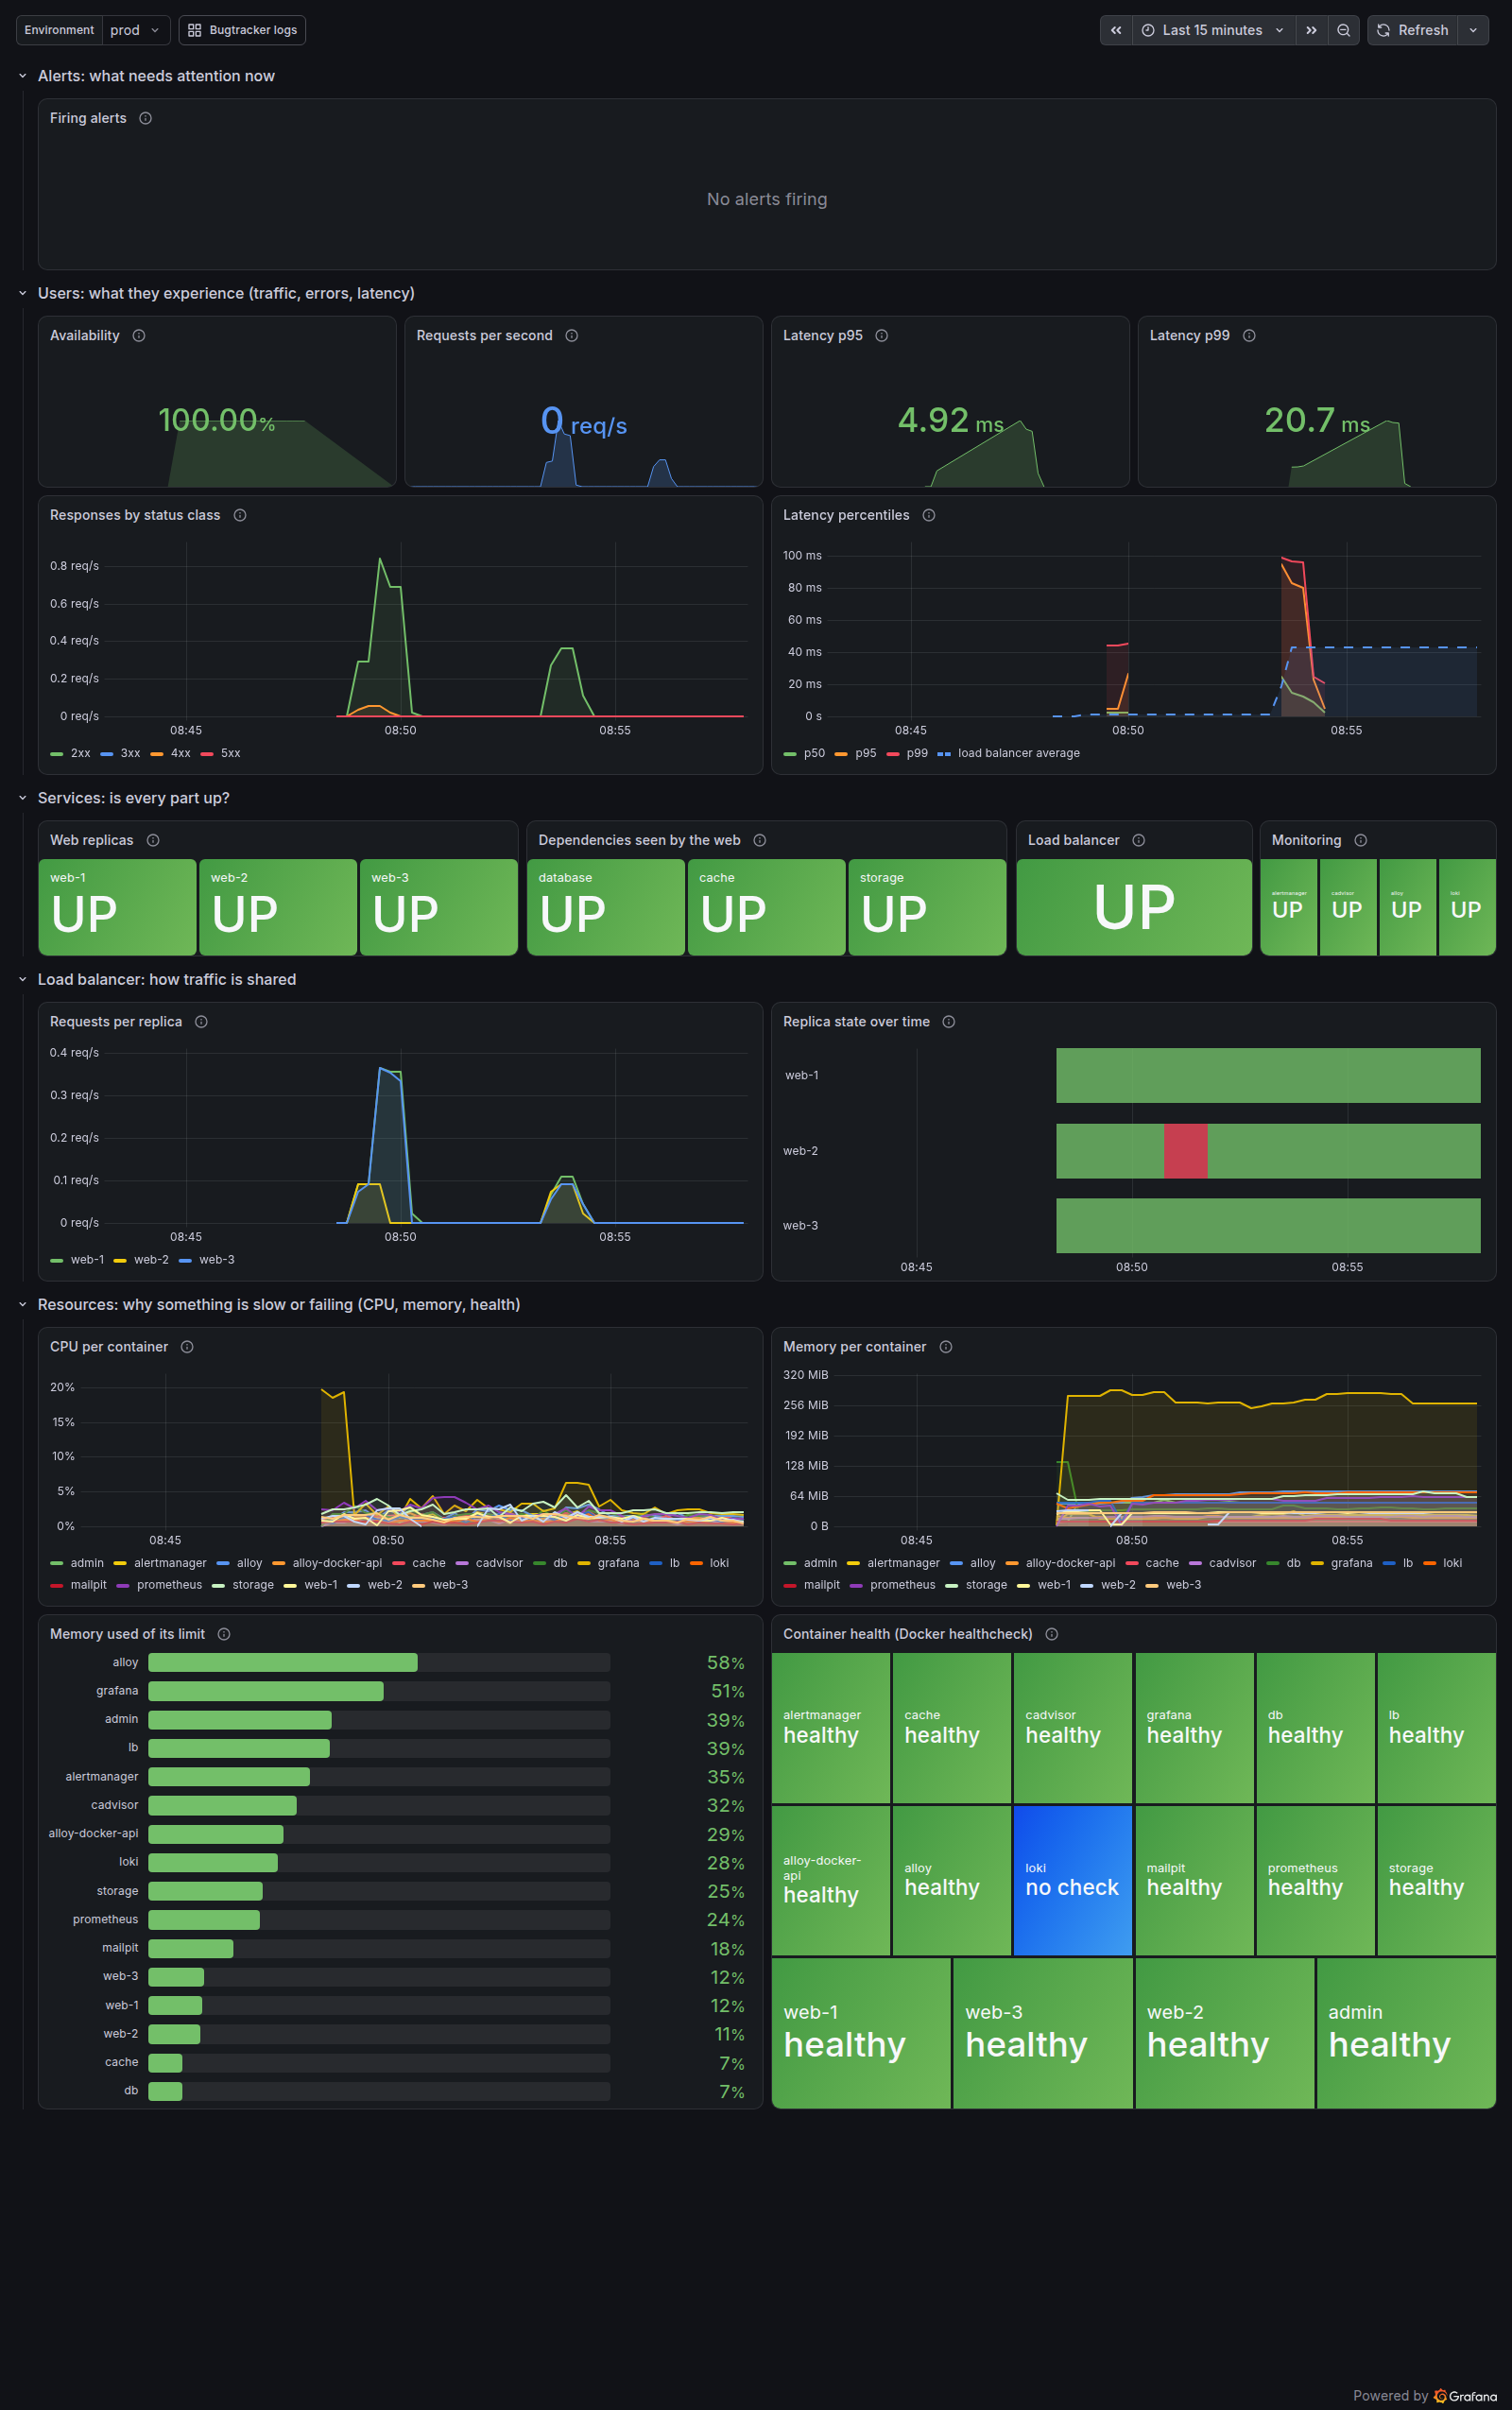 Environment prod Bugtracker logs Last 15 minutes Refresh
Alerts: what needs attention now
Firing alerts
No alerts firing
Users: what they experience (traffic, errors, latency)
Availability
100.00%
Requests per second
0 req/s
Latency p95
4.92 ms
Latency p99
20.7 ms
Responses by status class
0.8 req/s
0.6 req/s
0.4 req/s
0.2 req/s
0 req/s
08:45 08:50 08:55
2xx 3xx 4xx 5xx
Latency percentiles
100 ms
80 ms
60 ms
40 ms
20 ms
0 s
08:45 08:50 08:55
p50 p95 p99 load balancer average
Services: is every part up?
Web replicas
web-1 web-2 web-3
UP UP UP
Dependencies seen by the web
database cache storage
UP UP UP
Load balancer
UP
Monitoring
alertmanager cadvisor alloy loki
UP UP UP UP
Load balancer: how traffic is shared
Requests per replica
0.4 req/s
0.3 req/s
0.2 req/s
0.1 req/s
0 req/s
08:45 08:50 08:55
web-1 web-2 web-3
Replica state over time
web-1
web-2
web-3
08:45 08:50 08:55
Resources: why something is slow or failing (CPU, memory, health)
CPU per container
20%
15%
10%
5%
0%
08:45 08:50 08:55
admin alertmanager alloy alloy-docker-api cache cadvisor db grafana lb loki
mailpit prometheus storage web-1 web-2 web-3
Memory per container
320 MiB
256 MiB
192 MiB
128 MiB
64 MiB
0 B
08:45 08:50 08:55
admin alertmanager alloy alloy-docker-api cache cadvisor db grafana lb loki
mailpit prometheus storage web-1 web-2 web-3
Memory used of its limit
alloy 58%
grafana 51%
admin 39%
lb 39%
alertmanager 35%
cadvisor 32%
alloy-docker-api 29%
loki 28%
storage 25%
prometheus 24%
mailpit 18%
web-3 12%
web-1 12%
web-2 11%
cache 7%
db 7%
Container health (Docker healthcheck)
alertmanager cache cadvisor grafana db lb
healthy healthy healthy healthy healthy healthy
alloy-docker-
api
healthy
alloy loki mailpit prometheus storage
healthy no check healthy healthy healthy
web-1 web-3 web-2 admin
healthy healthy healthy healthy
Powered by Grafana